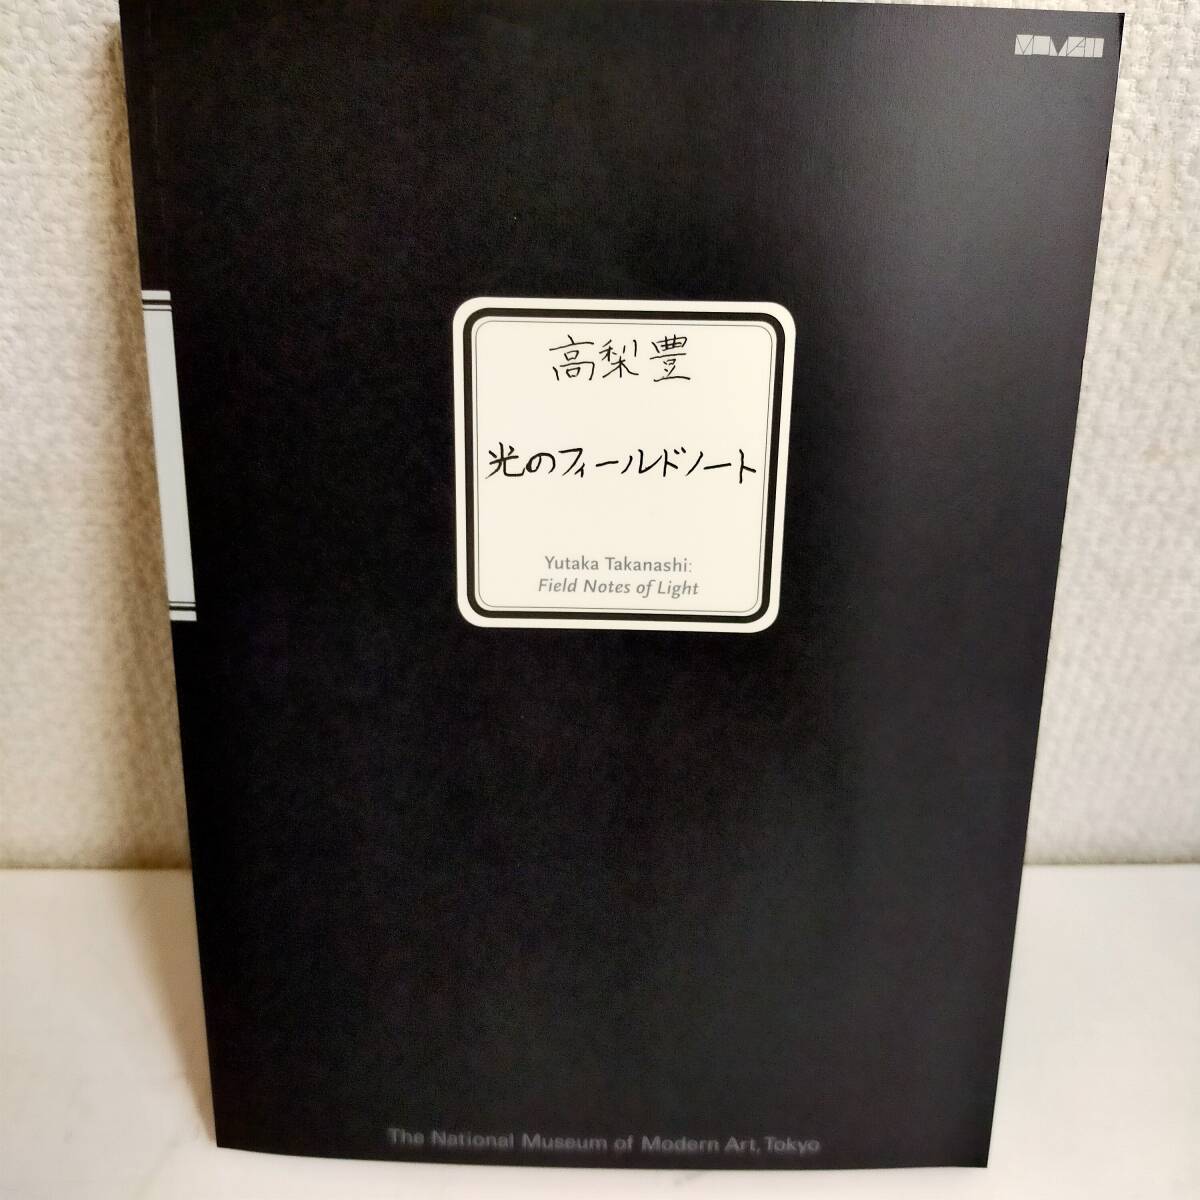 高梨豊
光のフィールドノート
Yutaka Takanashi:
Field Notes of Light
The National Museum of Modern Art, Tokyo